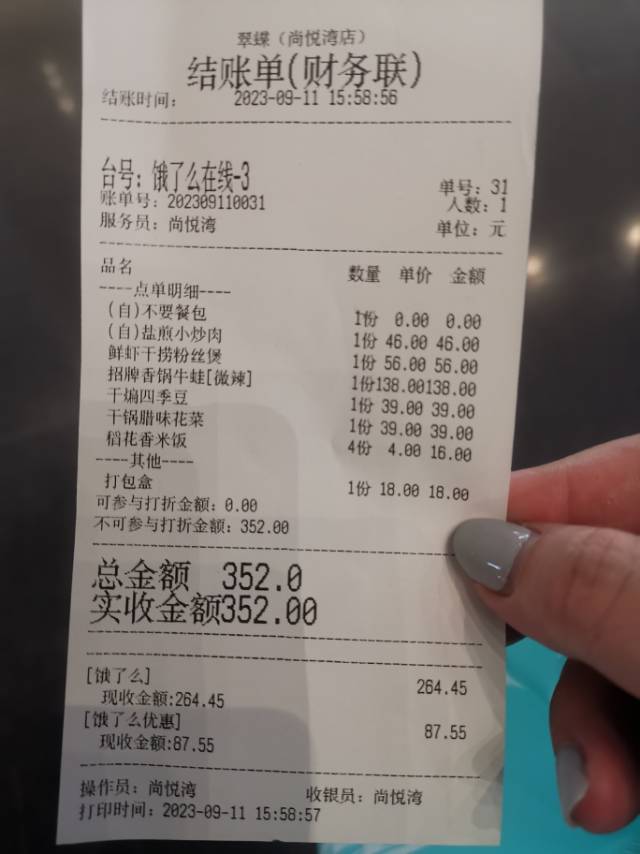 翠蝶（尚悦湾店）
结账单(财务联)
结账时间： 2023-09-11 15:58:56
台号：饿了么在线-3 单号：31
账单号：202309110031 人数：1
服务员：尚悦湾 单位：元
品名 数量 单价 金额
----点单明细----
(自)不要餐包 1份 0.00 0.00
(自)盐煎小炒肉 1份 46.00 46.00
鲜虾干捞粉丝煲 1份 56.00 56.00
招牌香锅牛蛙[微辣] 1份138.00138.00
干煸四季豆 1份 39.00 39.00
干锅腊味花菜 1份 39.00 39.00
稻花香米饭 4份 4.00 16.00
----其他----
打包盒 1份 18.00 18.00
可参与打折金额：0.00
不可参与打折金额：352.00
总金额 352.0
实收金额352.00
[饿了么] 264.45
现收金额:264.45
[饿了么优惠] 87.55
现收金额:87.55
操作员：尚悦湾 收银员：尚悦湾
打印时间：2023-09-11 15:58:57